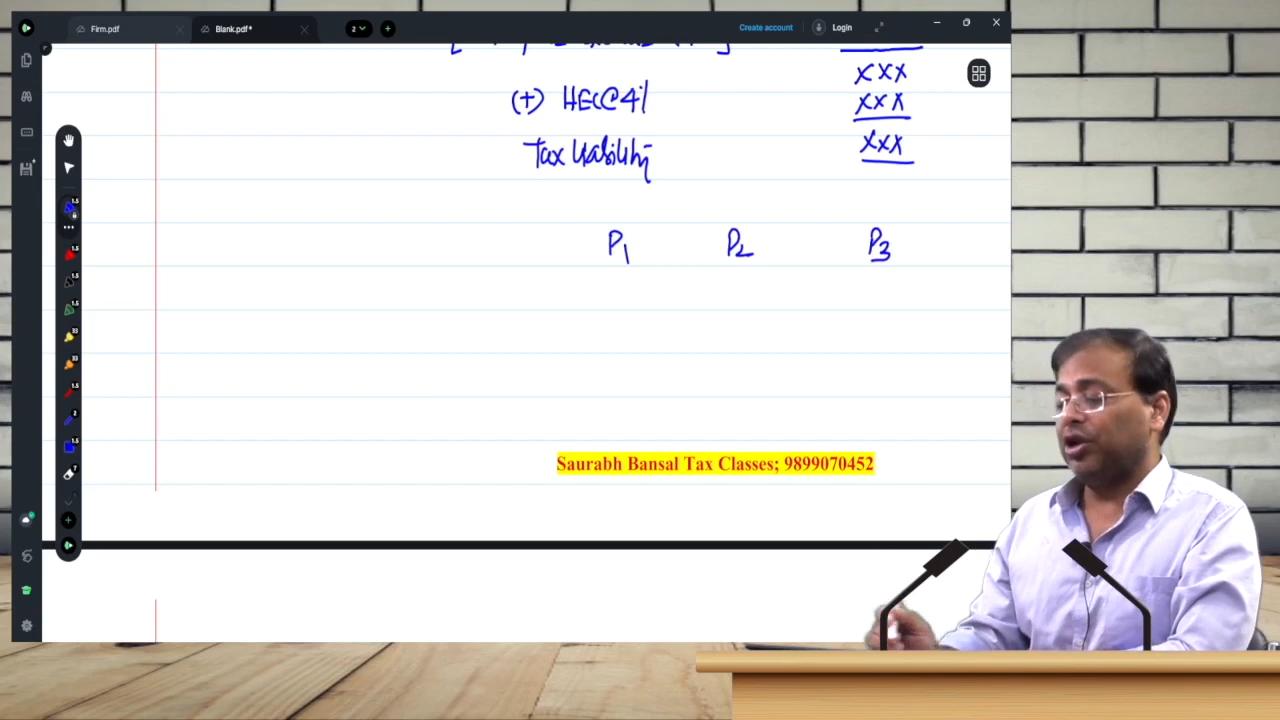 Firm.pdf
Blank.pdf*
2
Create account
Login
XXX
(+) HEC@4% XXX
Tax liability XXX
P1 P2 P3
Saurabh Bansal Tax Classes; 9899070452